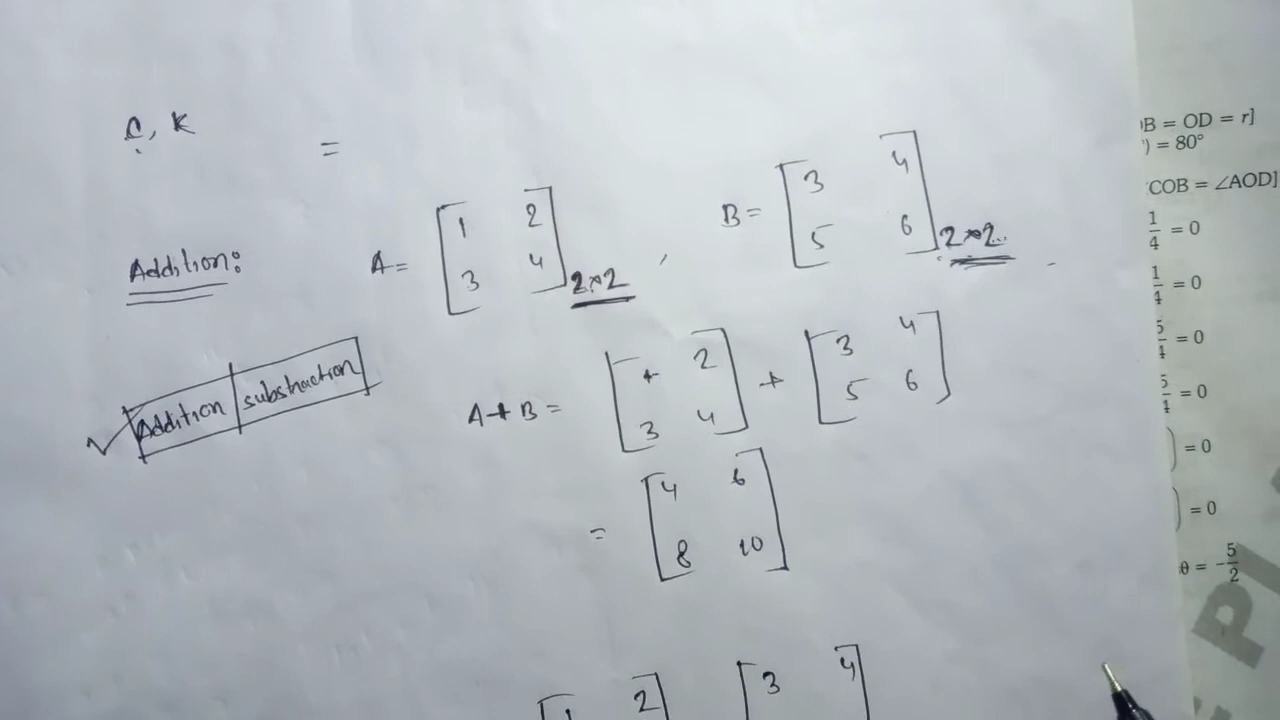 C, K
=
Addition: A = [1 2
3 4] 2×2 , B = [3 4
5 6] 2×2
Addition | substraction
A + B = [+ 2
3 4] + [3 4
5 6]
= [4 6
8 10]
[1 2] [3 4
OB = OD = r]
) = 80°
COB = ∠AOD]
1/4 = 0
1/4 = 0
5/4 = 0
5/4 = 0
) = 0
) = 0
θ = -5/2